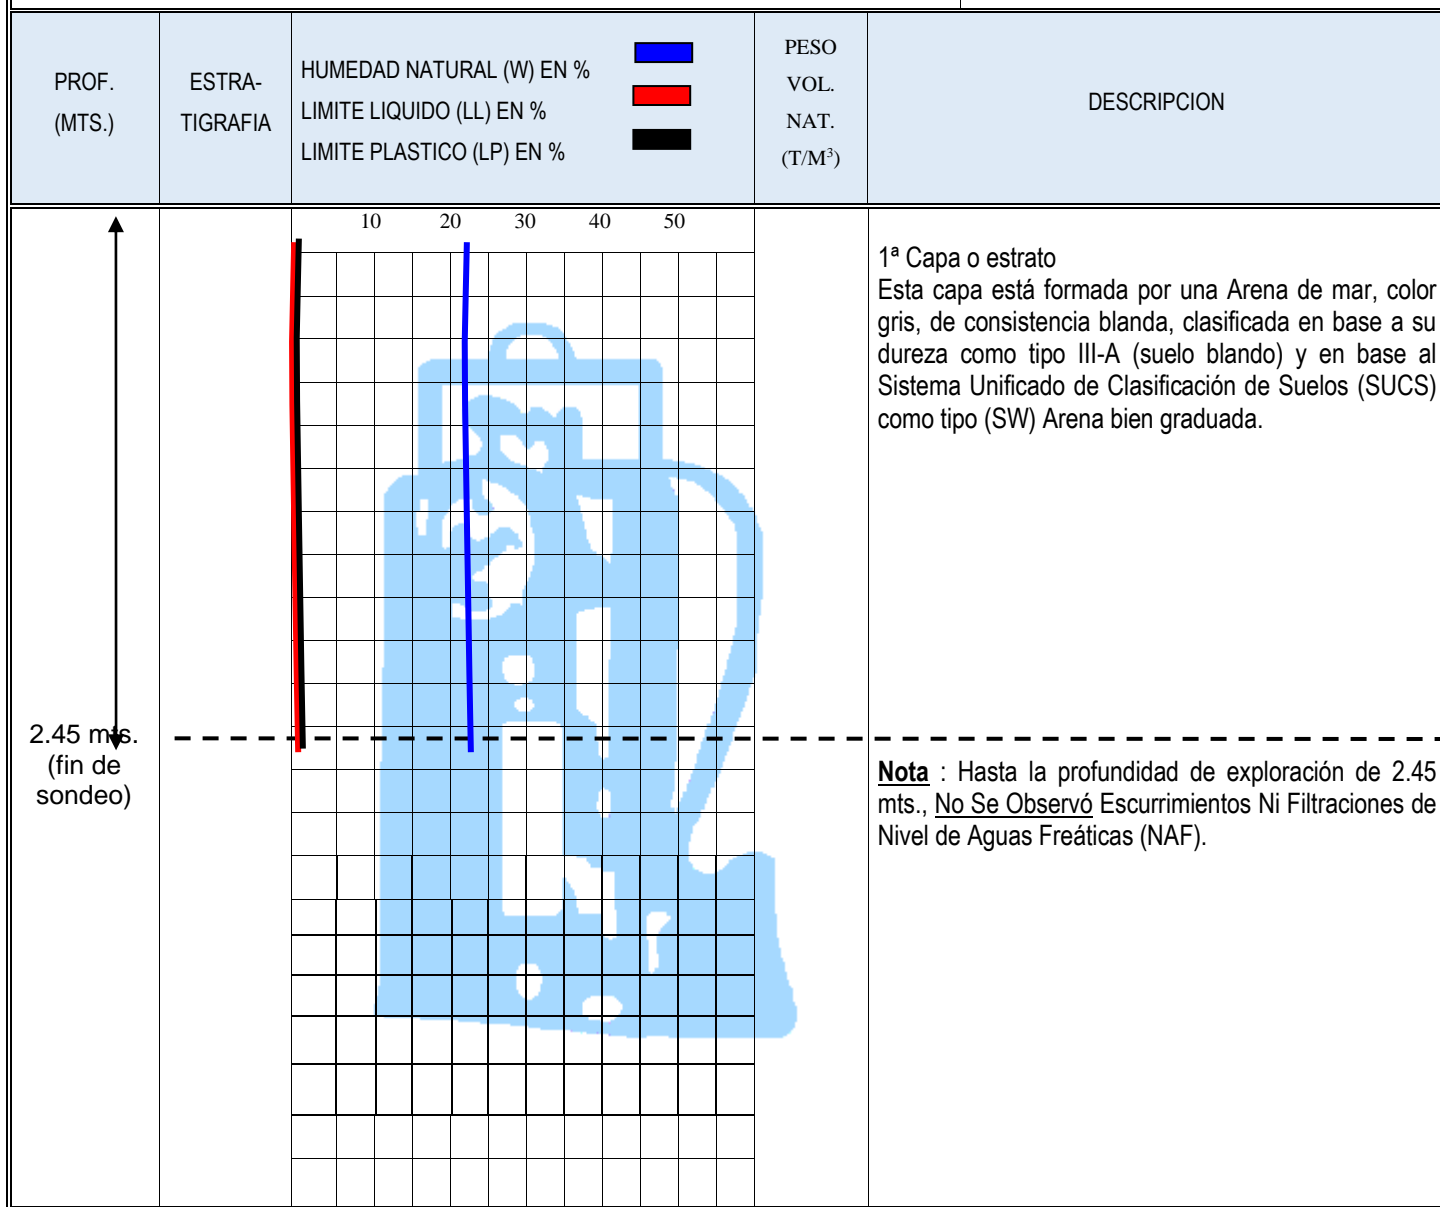 PROF.
(MTS.)
ESTRA-
TIGRAFIA
HUMEDAD NATURAL (W) EN %
LIMITE LIQUIDO (LL) EN %
LIMITE PLASTICO (LP) EN %
PESO
VOL.
NAT.
(T/M³)
DESCRIPCION
10 20 30 40 50
1ª Capa o estrato
Esta capa está formada por una Arena de mar, color
gris, de consistencia blanda, clasificada en base a su
dureza como tipo III-A (suelo blando) y en base al
Sistema Unificado de Clasificación de Suelos (SUCS)
como tipo (SW) Arena bien graduada.
2.45 mts.
(fin de
sondeo)
Nota : Hasta la profundidad de exploración de 2.45
mts., No Se Observó Escurrimientos Ni Filtraciones de
Nivel de Aguas Freáticas (NAF).